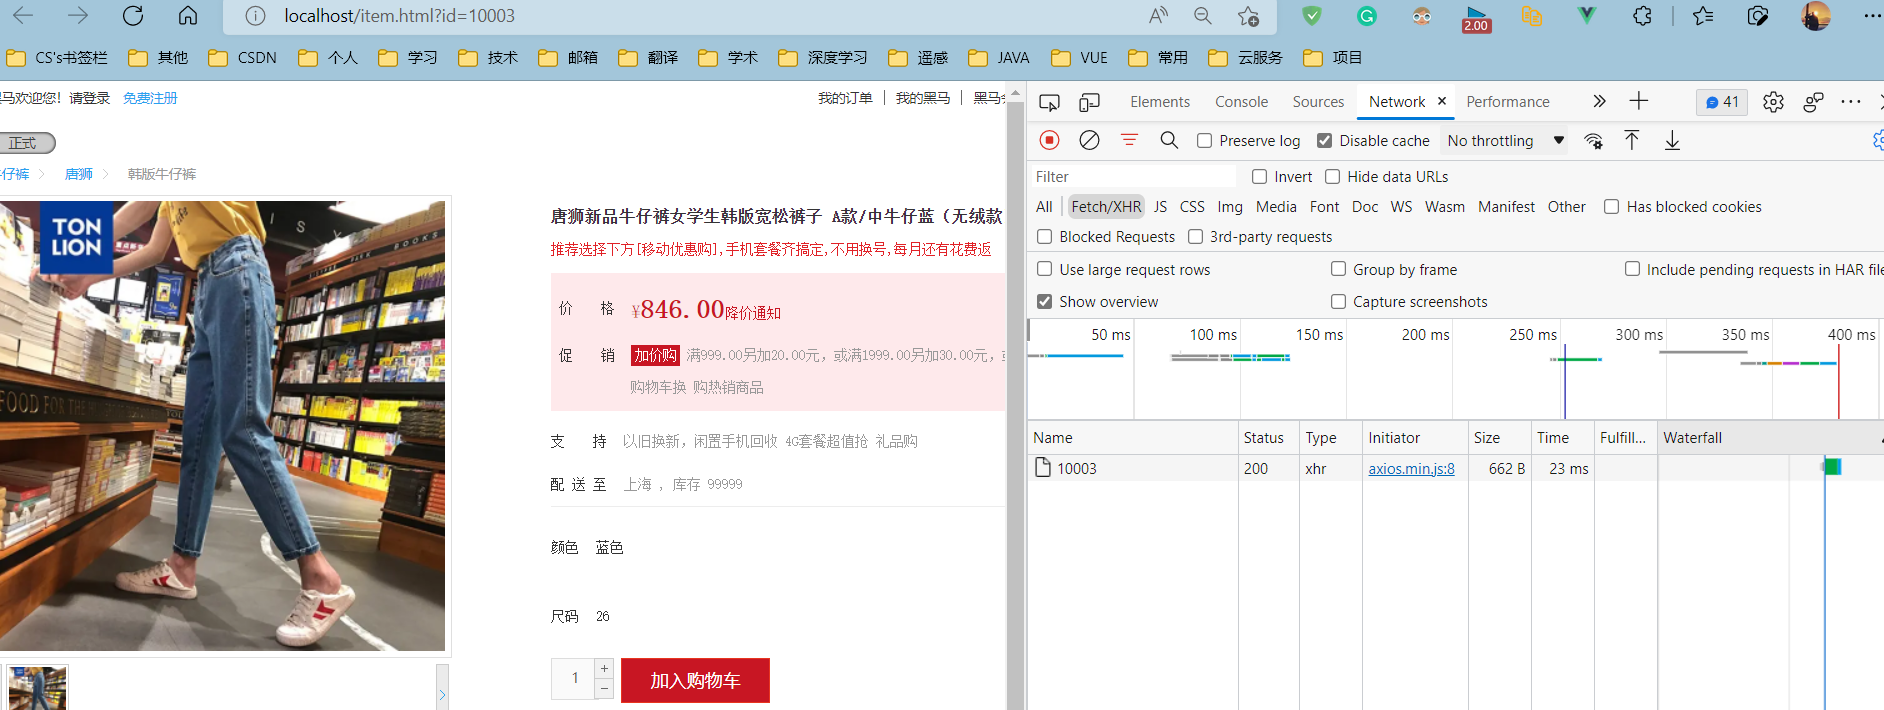 localhost/item.html?id=10003
2.00
CS's书签栏 其他 CSDN 个人 学习 技术 邮箱 翻译 学术 深度学习 遥感 JAVA VUE 常用 云服务 项目
马欢迎您！请登录 免费注册
我的订单 我的黑马 黑马
正式
仔裤 唐狮 韩版牛仔裤
TON
LION
BOOKS
FOOD FOR THE
唐狮新品牛仔裤女学生韩版宽松裤子 A款/中牛仔蓝（无绒款
推荐选择下方[移动优惠购],手机套餐齐搞定,不用换号,每月还有花费返
价 格 ¥846.00降价通知
促 销 加价购 满999.00另加20.00元，或满1999.00另加30.00元，或
购物车换 购热销商品
支 持 以旧换新，闲置手机回收 4G套餐超值抢 礼品购
配 送 至 上海 ，库存 99999
颜色 蓝色
尺码 26
1 + − 加入购物车
Elements Console Sources Network × Performance 41
Preserve log Disable cache No throttling
Filter Invert Hide data URLs
All Fetch/XHR JS CSS Img Media Font Doc WS Wasm Manifest Other Has blocked cookies
Blocked Requests 3rd-party requests
Use large request rows Group by frame Include pending requests in HAR file
Show overview Capture screenshots
50 ms 100 ms 150 ms 200 ms 250 ms 300 ms 350 ms 400 ms
Name Status Type Initiator Size Time Fulfill... Waterfall
10003 200 xhr axios.min.js:8 662 B 23 ms